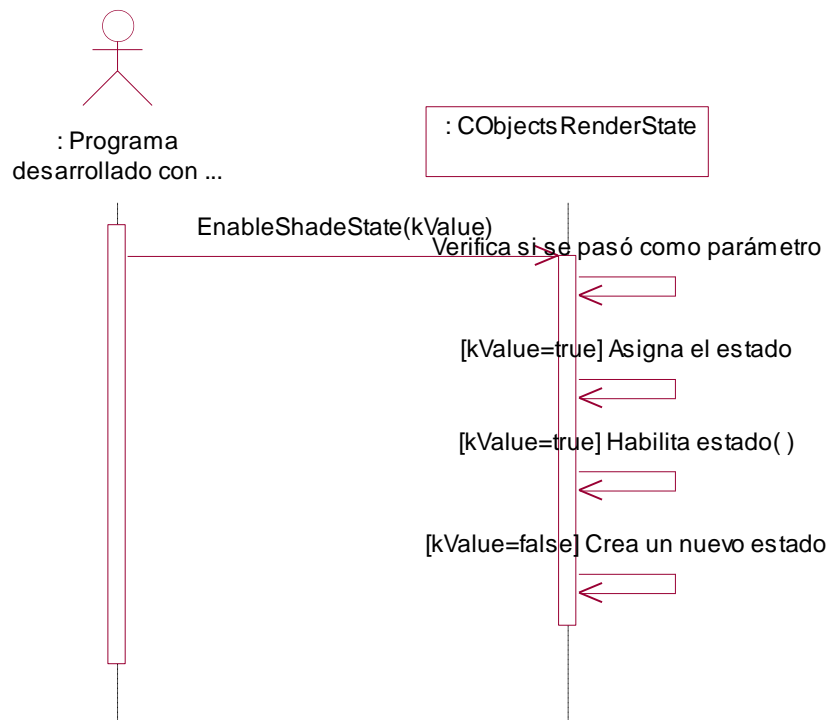 : Programa
desarrollado con ...
: CObjectsRenderState
EnableShadeState(kValue)
Verifica si se pasó como parámetro
[kValue=true] Asigna el estado
[kValue=true] Habilita estado( )
[kValue=false] Crea un nuevo estado